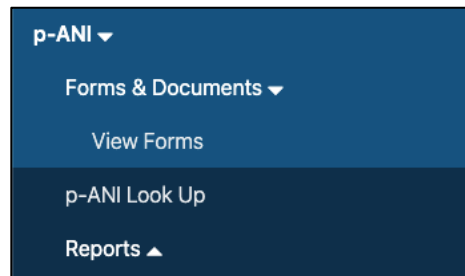 p-ANI
Forms & Documents
View Forms
p-ANI Look Up
Reports